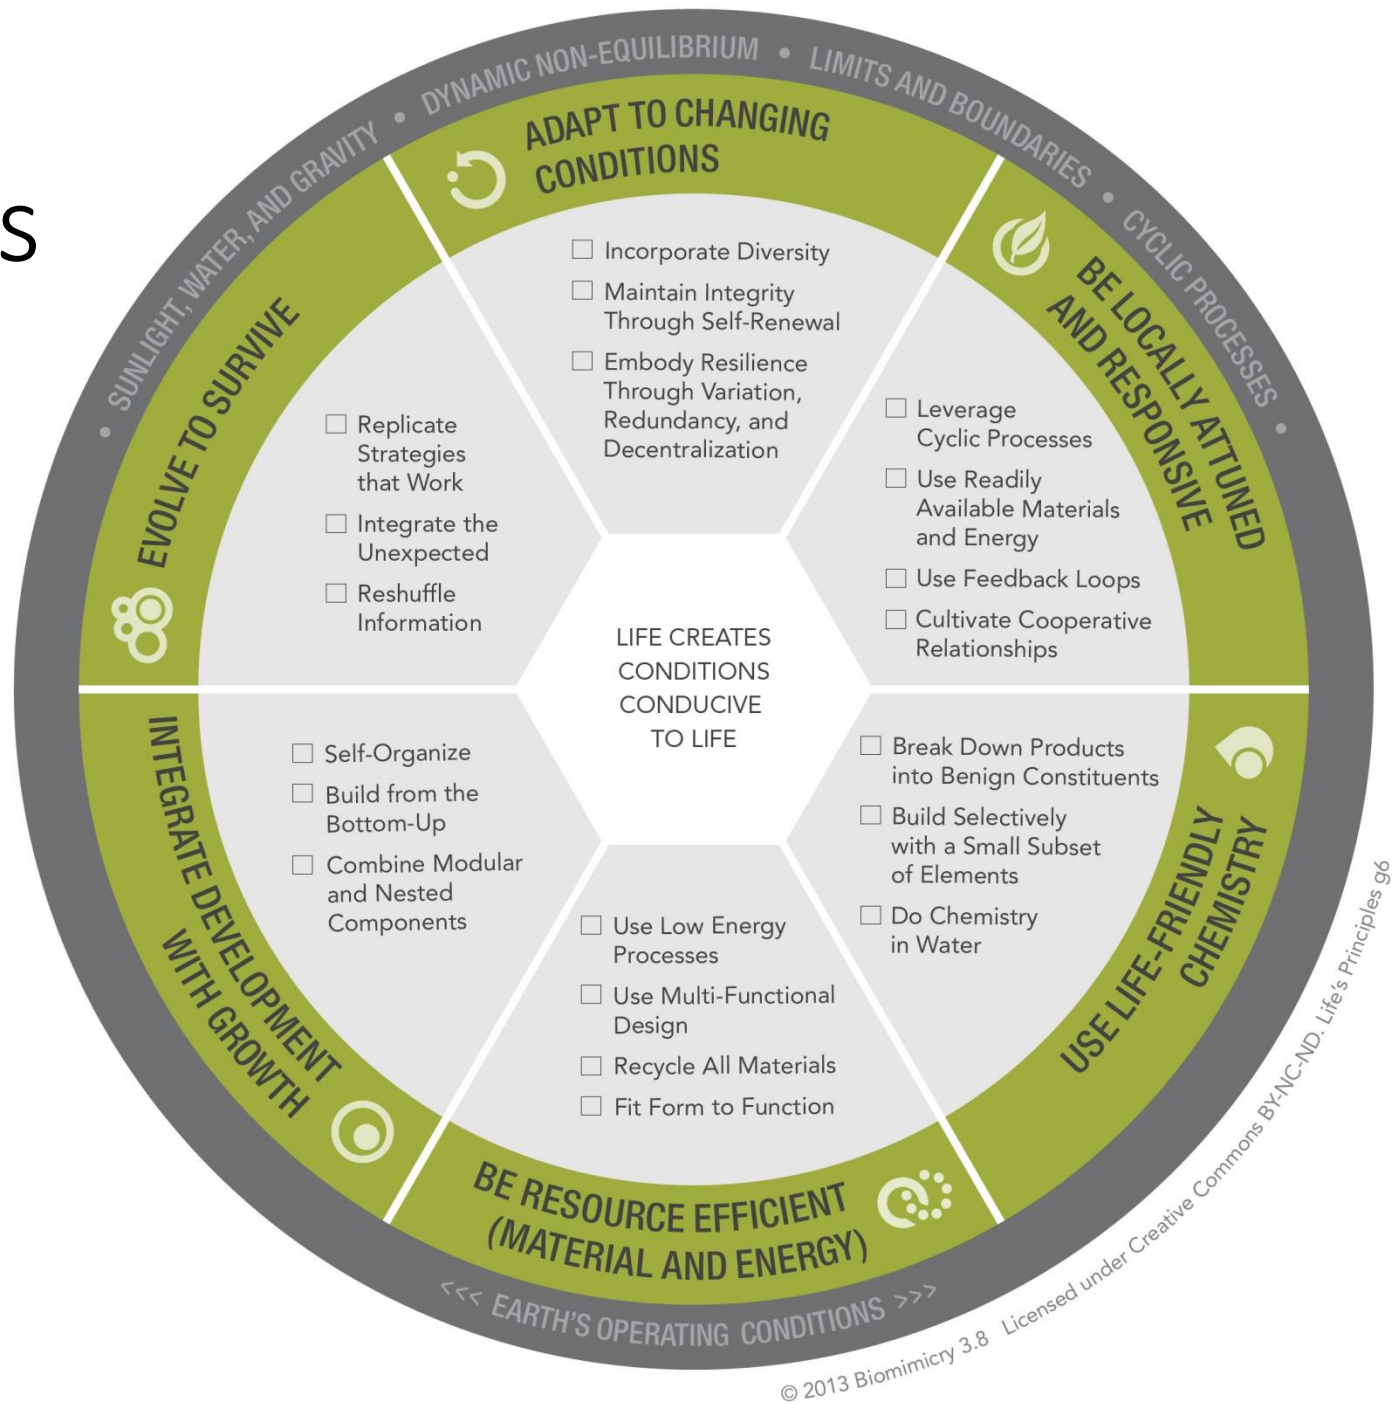 S
• SUNLIGHT, WATER, AND GRAVITY • DYNAMIC NON-EQUILIBRIUM • LIMITS AND BOUNDARIES • CYCLIC PROCESSES •
ADAPT TO CHANGING
CONDITIONS
☐ Incorporate Diversity
☐ Maintain Integrity
Through Self-Renewal
☐ Embody Resilience
Through Variation,
Redundancy, and
Decentralization
BE LOCALLY ATTUNED
AND RESPONSIVE
☐ Leverage
Cyclic Processes
☐ Use Readily
Available Materials
and Energy
☐ Use Feedback Loops
☐ Cultivate Cooperative
Relationships
USE LIFE-FRIENDLY
CHEMISTRY
☐ Break Down Products
into Benign Constituents
☐ Build Selectively
with a Small Subset
of Elements
☐ Do Chemistry
in Water
BE RESOURCE EFFICIENT
(MATERIAL AND ENERGY)
☐ Use Low Energy
Processes
☐ Use Multi-Functional
Design
☐ Recycle All Materials
☐ Fit Form to Function
INTEGRATE DEVELOPMENT
WITH GROWTH
☐ Self-Organize
☐ Build from the
Bottom-Up
☐ Combine Modular
and Nested
Components
EVOLVE TO SURVIVE
☐ Replicate
Strategies
that Work
☐ Integrate the
Unexpected
☐ Reshuffle
Information
LIFE CREATES
CONDITIONS
CONDUCIVE
TO LIFE
<<< EARTH'S OPERATING CONDITIONS >>>
© 2013 Biomimicry 3.8 Licensed under Creative Commons BY-NC-ND. Life's Principles g6